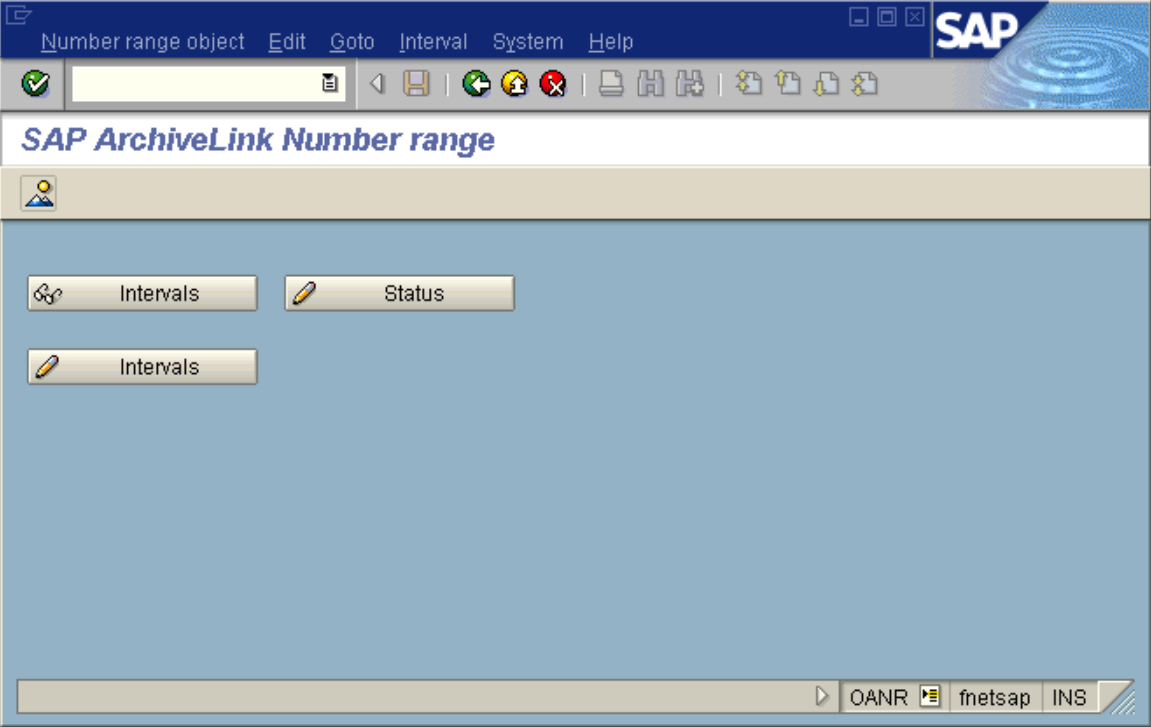 SAP
Number range object Edit Goto Interval System Help
SAP ArchiveLink Number range
Intervals Status
Intervals
OANR fnetsap INS